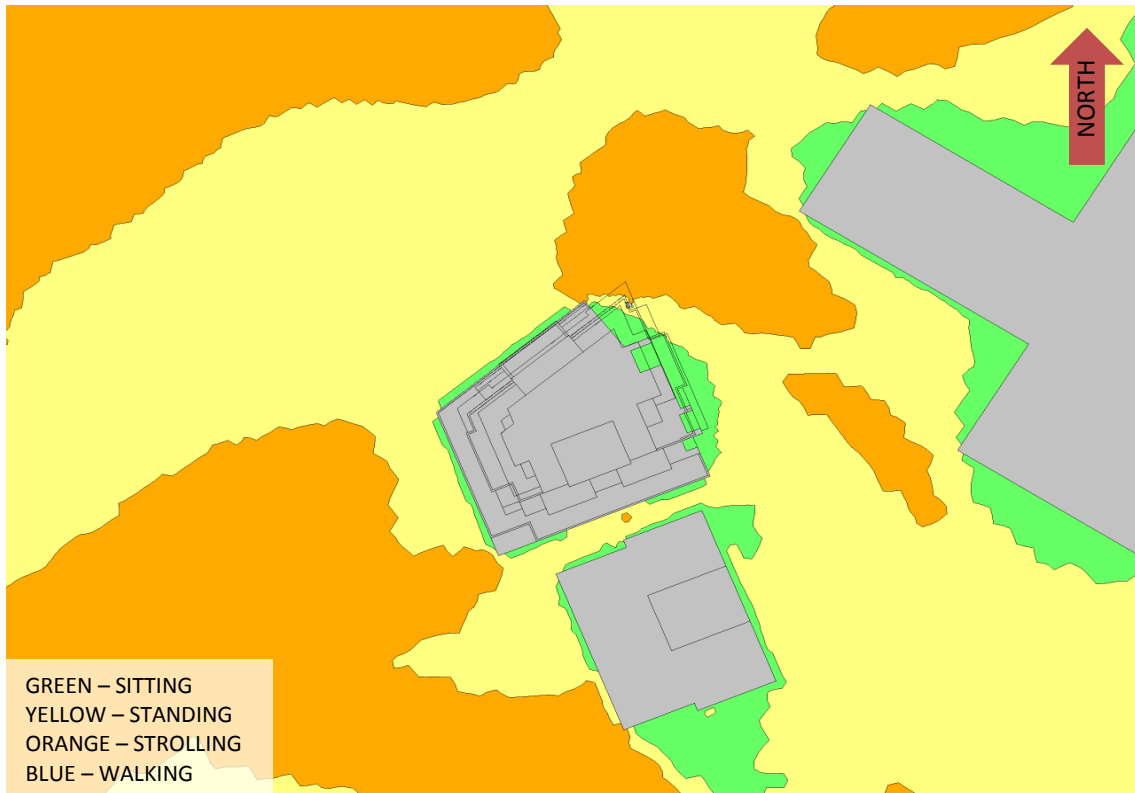 NORTH
GREEN – SITTING
YELLOW – STANDING
ORANGE – STROLLING
BLUE – WALKING